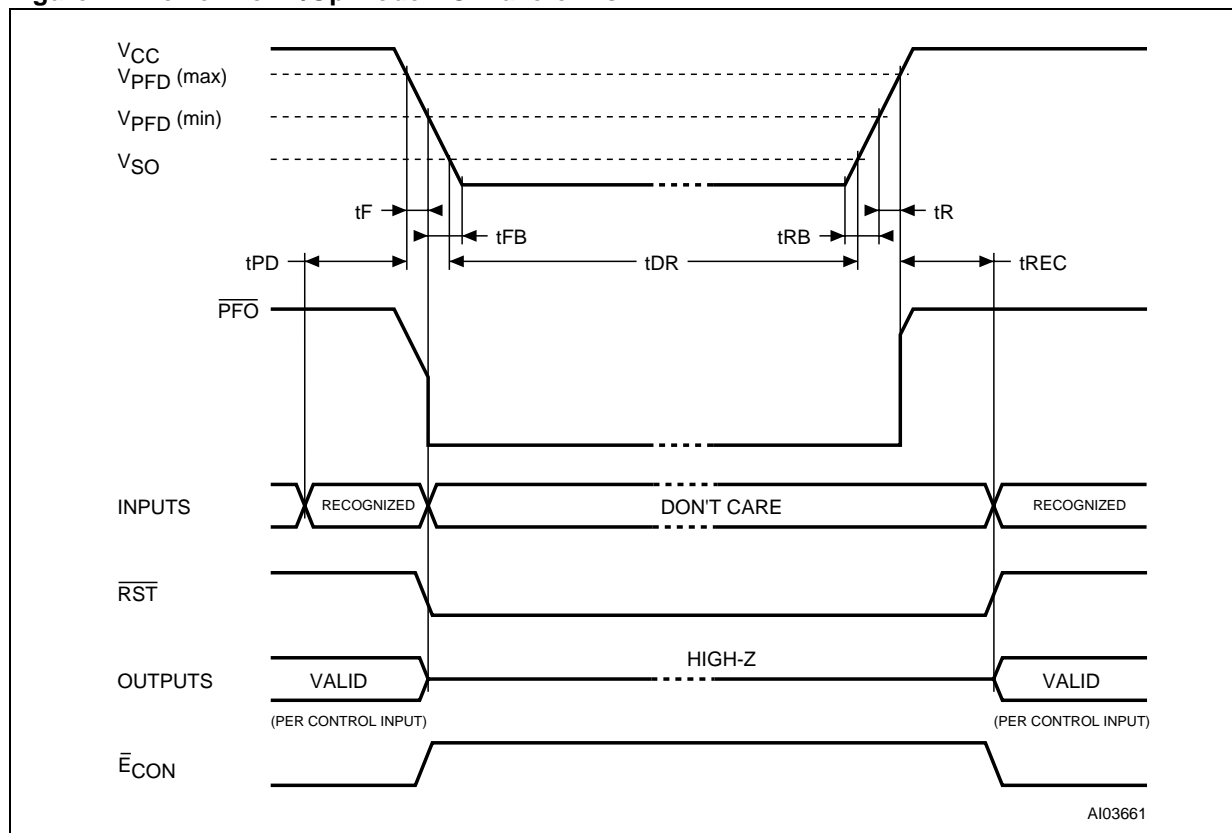 VCC
VPFD (max)
VPFD (min)
VSO
tF
tR
tFB
tRB
tPD
tDR
tREC
PFO
INPUTS
RECOGNIZED
DON'T CARE
RECOGNIZED
RST
HIGH-Z
OUTPUTS
VALID
VALID
(PER CONTROL INPUT)
(PER CONTROL INPUT)
ECON
AI03661